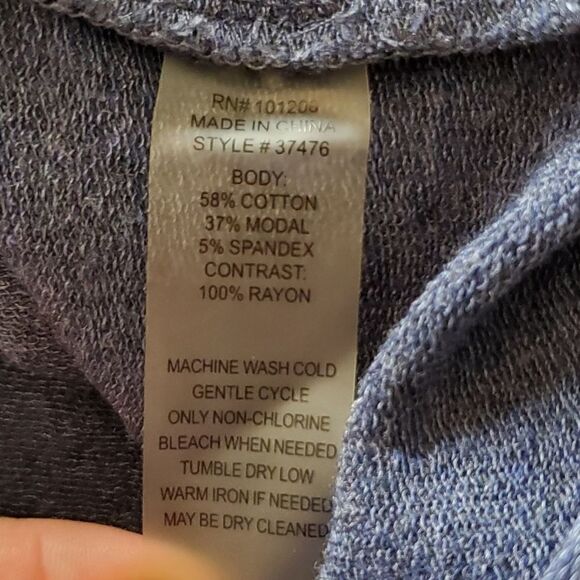 RN# 101206
MADE IN CHINA
STYLE # 37476
BODY:
58% COTTON
37% MODAL
5% SPANDEX
CONTRAST:
100% RAYON
MACHINE WASH COLD
GENTLE CYCLE
ONLY NON-CHLORINE
BLEACH WHEN NEEDED
TUMBLE DRY LOW
WARM IRON IF NEEDED
MAY BE DRY CLEANED